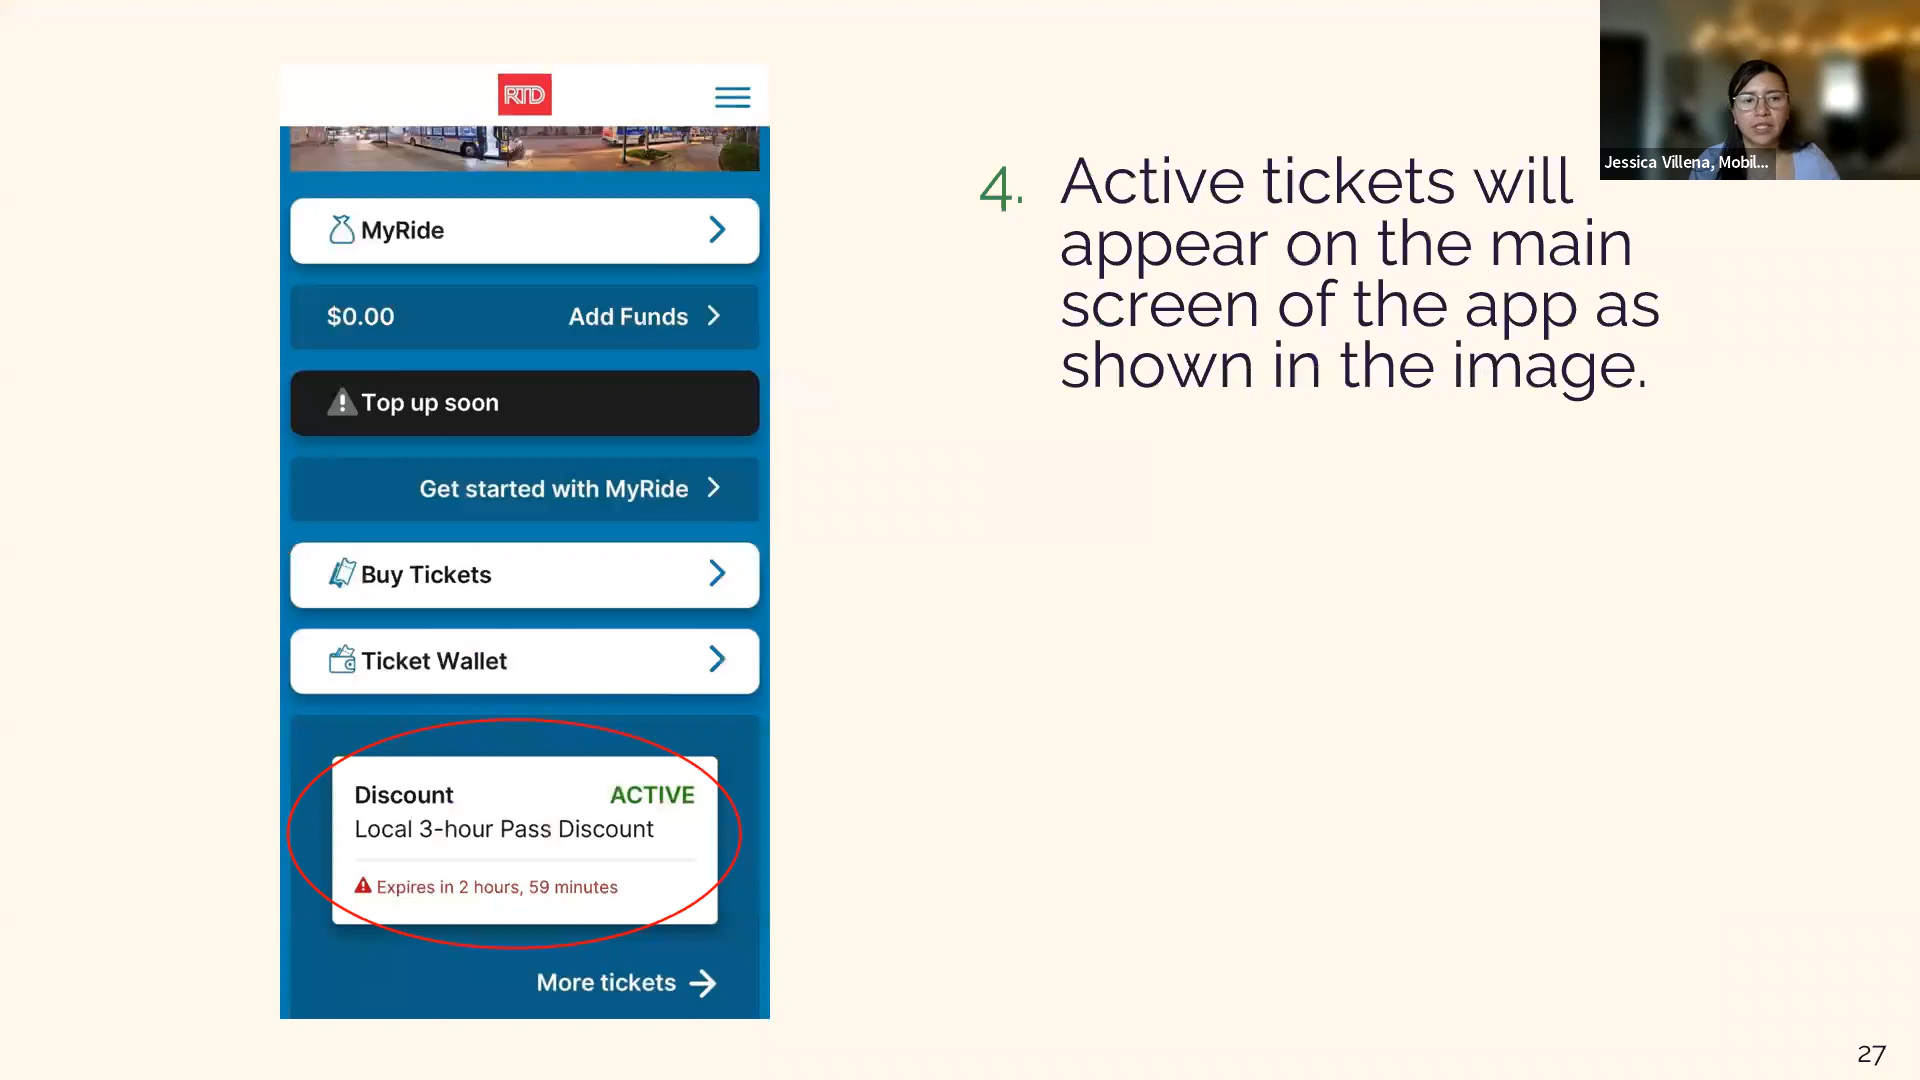 RTD
MyRide
$0.00 Add Funds
Top up soon
Get started with MyRide
Buy Tickets
Ticket Wallet
Discount ACTIVE
Local 3-hour Pass Discount
Expires in 2 hours, 59 minutes
More tickets
4. Active tickets will
appear on the main
screen of the app as
shown in the image.
Jessica Villena, Mobil...
27